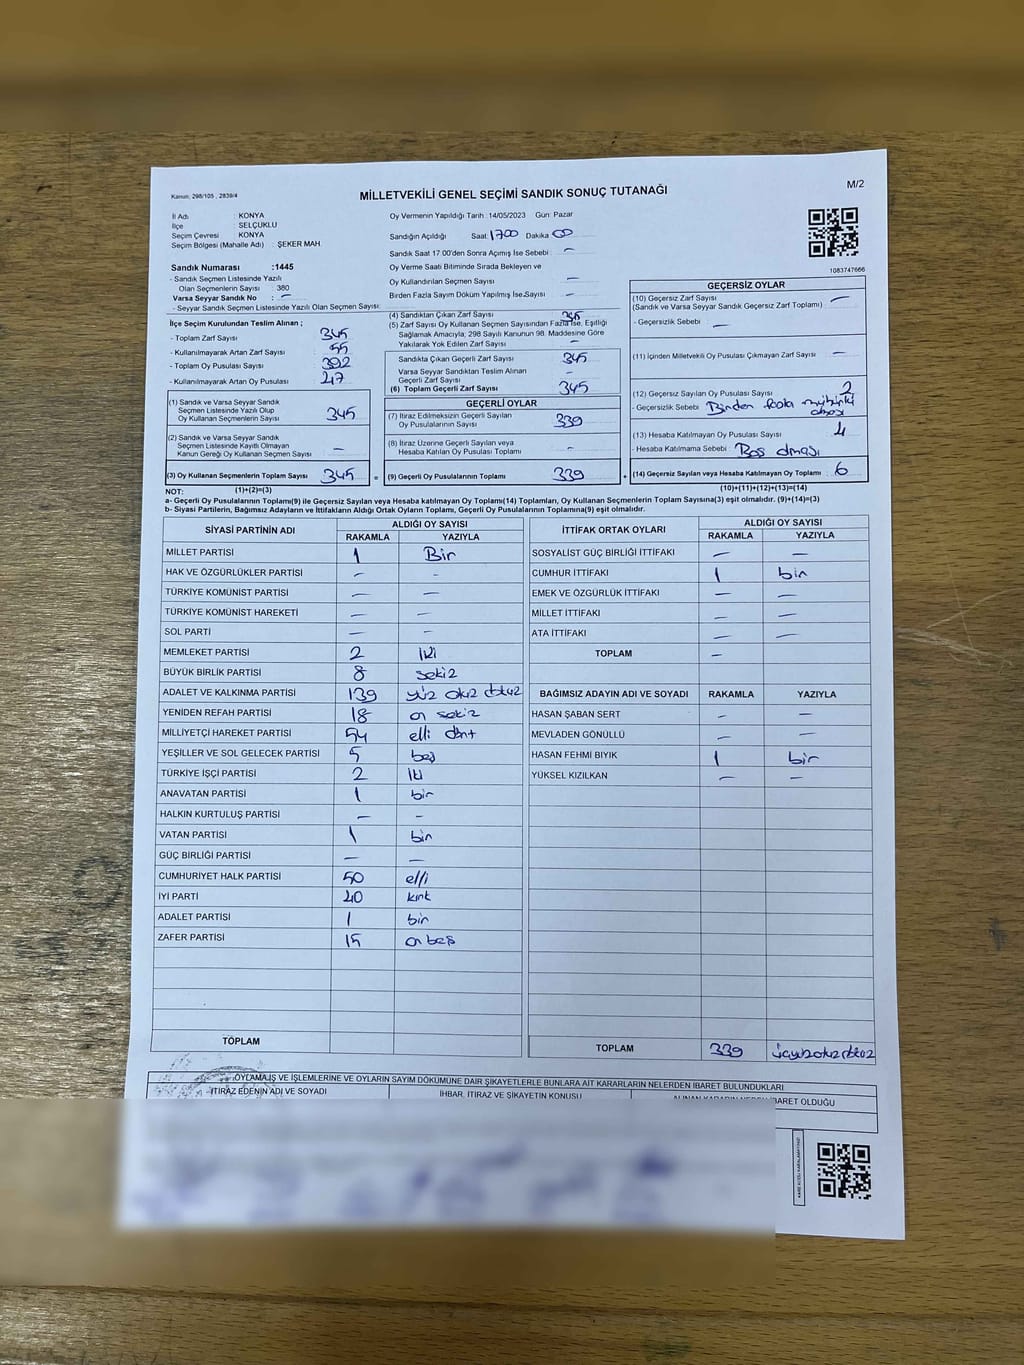 Kanun: 298/105 , 2839/4
MİLLETVEKİLİ GENEL SEÇİMİ SANDIK SONUÇ TUTANAĞI
M/2
İl Adı : KONYA
İlçe : SELÇUKLU
Seçim Çevresi : KONYA
Seçim Bölgesi (Mahalle Adı) : ŞEKER MAH
Sandık Numarası :1445
- Sandık Seçmen Listesinde Yazılı
Olan Seçmenlerin Sayısı : 380
Varsa Seyyar Sandık No : –
- Seyyar Sandık Seçmen Listesinde Yazılı Olan Seçmen Sayısı:
Oy Vermenin Yapıldığı Tarih :14/05/2023 Gün: Pazar
Sandığın Açıldığı Saat: 17:00 Dakika 00
Sandık Saat 17.00'den Sonra Açımış İse Sebebi : –
Oy Verme Saati Bitiminde Sırada Bekleyen ve
Oy Kullandırılan Seçmen Sayısı –
Birden Fazla Sayım Döküm Yapılmış İse,Sayısı –
1083747666
İlçe Seçim Kurulundan Teslim Alınan ;
- Toplam Zarf Sayısı 345
- Kullanılmayarak Artan Zarf Sayısı 55
- Toplam Oy Pusulası Sayısı 392
- Kullanılmayarak Artan Oy Pusulası 47
(1) Sandık ve Varsa Seyyar Sandık
Seçmen Listesinde Yazılı Olup
Oy Kullanan Seçmenlerin Sayısı 345
(2) Sandık ve Varsa Seyyar Sandık
Seçmen Listesinde Kayıtlı Olmayan
Kanun Gereği Oy Kullanan Seçmen Sayısı –
(3) Oy Kullanan Seçmenlerin Toplam Sayısı 345 =
(4) Sandıktan Çıkan Zarf Sayısı 345
(5) Zarf Sayısı Oy Kullanan Seçmen Sayısından Fazla İse, Eşitliği
Sağlamak Amacıyla; 298 Sayılı Kanunun 98. Maddesine Göre
Yakılarak Yok Edilen Zarf Sayısı –
Sandıkta Çıkan Geçerli Zarf Sayısı 345
Varsa Seyyar Sandıktan Teslim Alınan
Geçerli Zarf Sayısı –
(6) Toplam Geçerli Zarf Sayısı 345
GEÇERLİ OYLAR
(7) İtiraz Edilmeksizin Geçerli Sayılan
Oy Pusulalarının Sayısı 339
(8) İtiraz Üzerine Geçerli Sayılan veya
Hesaba Katılan Oy Pusulası Toplamı –
(9) Geçerli Oy Pusulalarının Toplamı 339 +
GEÇERSİZ OYLAR
(10) Geçersiz Zarf Sayısı –
(Sandık ve Varsa Seyyar Sandık Geçersiz Zarf Toplamı)
- Geçersizlik Sebebi –
(11) İçinden Milletvekili Oy Pusulası Çıkmayan Zarf Sayısı –
(12) Geçersiz Sayılan Oy Pusulası Sayısı 2
- Geçersizlik Sebebi Birden fazla mühürlü
(13) Hesaba Katılmayan Oy Pusulası Sayısı 4
- Hesaba Katılmama Sebebi Boş olması
(14) Geçersiz Sayılan veya Hesaba Katılmayan Oy Toplamı 6
NOT: (1)+(2)=(3) (10)+(11)+(12)+(13)=(14)
a- Geçerli Oy Pusulalarının Toplamı(9) ile Geçersiz Sayılan veya Hesaba katılmayan Oy Toplamı(14) Toplamları, Oy Kullanan Seçmenlerin Toplam Sayısına(3) eşit olmalıdır. (9)+(14)=(3)
b- Siyasi Partilerin, Bağımsız Adayların ve İttifakların Aldığı Ortak Oyların Toplamı, Geçerli Oy Pusulalarının Toplamına(9) eşit olmalıdır.
SİYASİ PARTİNİN ADI ALDIĞI OY SAYISI
RAKAMLA YAZIYLA
MİLLET PARTİSİ 1 Bir
HAK VE ÖZGÜRLÜKLER PARTİSİ – –
TÜRKİYE KOMÜNİST PARTİSİ – –
TÜRKİYE KOMÜNİST HAREKETİ – –
SOL PARTİ – –
MEMLEKET PARTİSİ 2 iki
BÜYÜK BİRLİK PARTİSİ 8 sekiz
ADALET VE KALKINMA PARTİSİ 139 yüz otuz dokuz
YENİDEN REFAH PARTİSİ 18 on sekiz
MİLLİYETÇİ HAREKET PARTİSİ 54 elli dört
YEŞİLLER VE SOL GELECEK PARTİSİ 5 beş
TÜRKİYE İŞÇİ PARTİSİ 2 iki
ANAVATAN PARTİSİ 1 bir
HALKIN KURTULUŞ PARTİSİ – –
VATAN PARTİSİ 1 bir
GÜÇ BİRLİĞİ PARTİSİ – –
CUMHURİYET HALK PARTİSİ 50 elli
İYİ PARTİ 40 kırk
ADALET PARTİSİ 1 bir
ZAFER PARTİSİ 15 on beş
TOPLAM
İTTİFAK ORTAK OYLARI ALDIĞI OY SAYISI
RAKAMLA YAZIYLA
SOSYALİST GÜÇ BİRLİĞİ İTTİFAKI – –
CUMHUR İTTİFAKI 1 bin
EMEK VE ÖZGÜRLÜK İTTİFAKI – –
MİLLET İTTİFAKI – –
ATA İTTİFAKI – –
TOPLAM –
BAĞIMSIZ ADAYIN ADI VE SOYADI RAKAMLA YAZIYLA
HASAN ŞABAN SERT – –
MEVLADEN GÖNÜLLÜ – –
HASAN FEHMİ BIYIK 1 bir
YÜKSEL KIZILKAN – –
TOPLAM 339 üçyüzotuzdokuz
OYLAMA,İŞ VE İŞLEMLERİNE VE OYLARIN SAYIM DÖKÜMÜNE DAİR ŞİKAYETLERLE BUNLARA AİT KARARLARIN NELERDEN İBARET BULUNDUKLARI
İTİRAZ EDENİN ADI VE SOYADI
İHBAR, İTİRAZ VE ŞİKAYETİN KONUSU